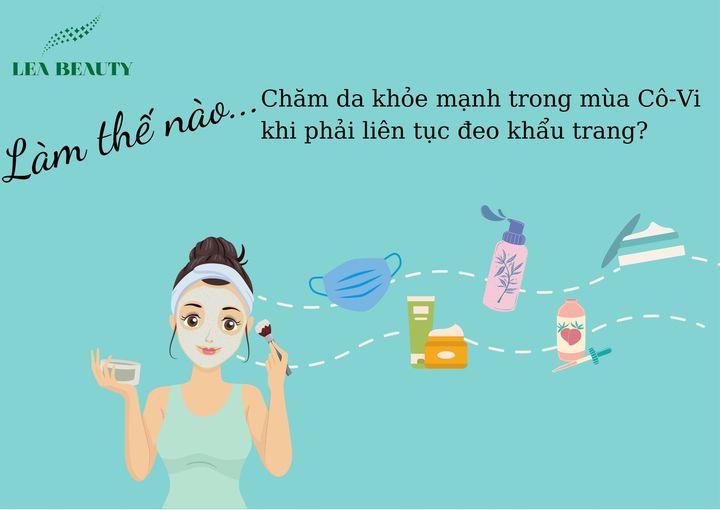 LEA BEAUTY
Làm thế nào...
Chăm da khỏe mạnh trong mùa Cô-Vi
khi phải liên tục đeo khẩu trang?